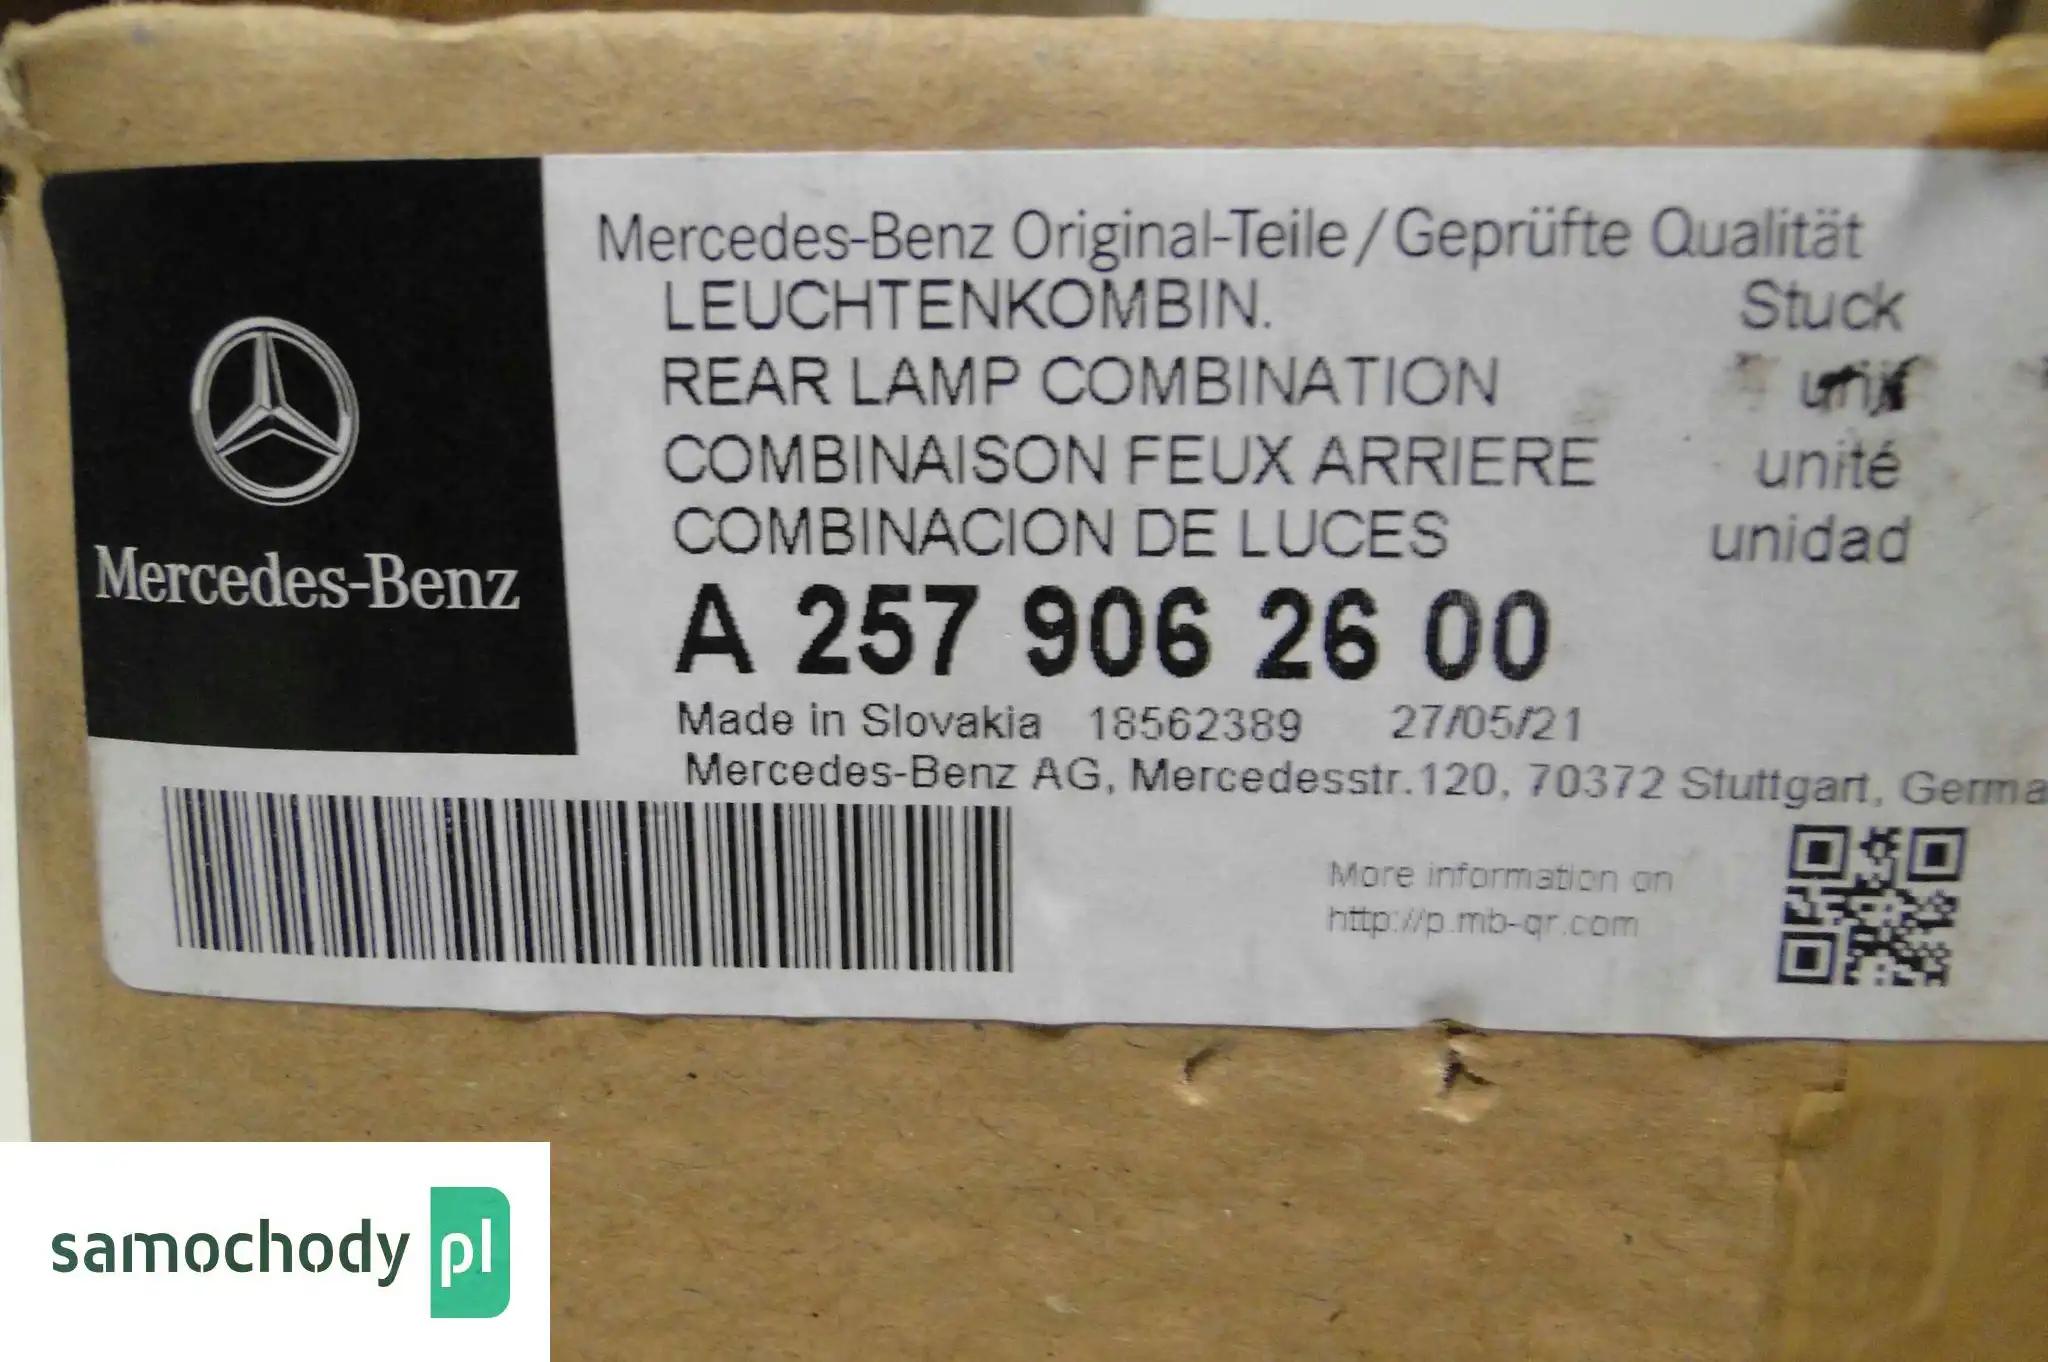 Mercedes-Benz Original-Teile/Geprüfte Qualität
LEUCHTENKOMBIN. Stuck
REAR LAMP COMBINATION
COMBINAISON FEUX ARRIERE unité
COMBINACION DE LUCES unidad
A 257 906 26 00
Made in Slovakia 18562389 27/05/21
Mercedes-Benz AG, Mercedesstr.120, 70372 Stuttgart, Germa
Mercedes-Benz
More information on
http://p.mb-qr.com
samochody pl